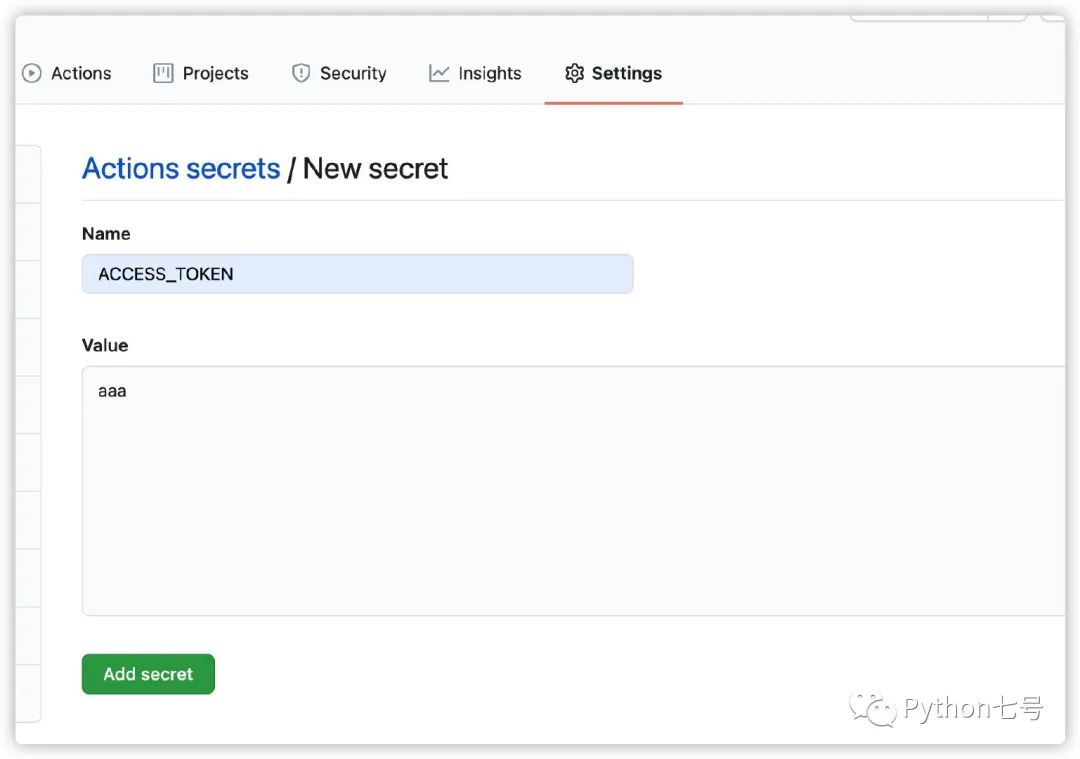 Actions Projects Security Insights Settings
Actions secrets / New secret
Name
ACCESS_TOKEN
Value
aaa
Add secret
Python七号